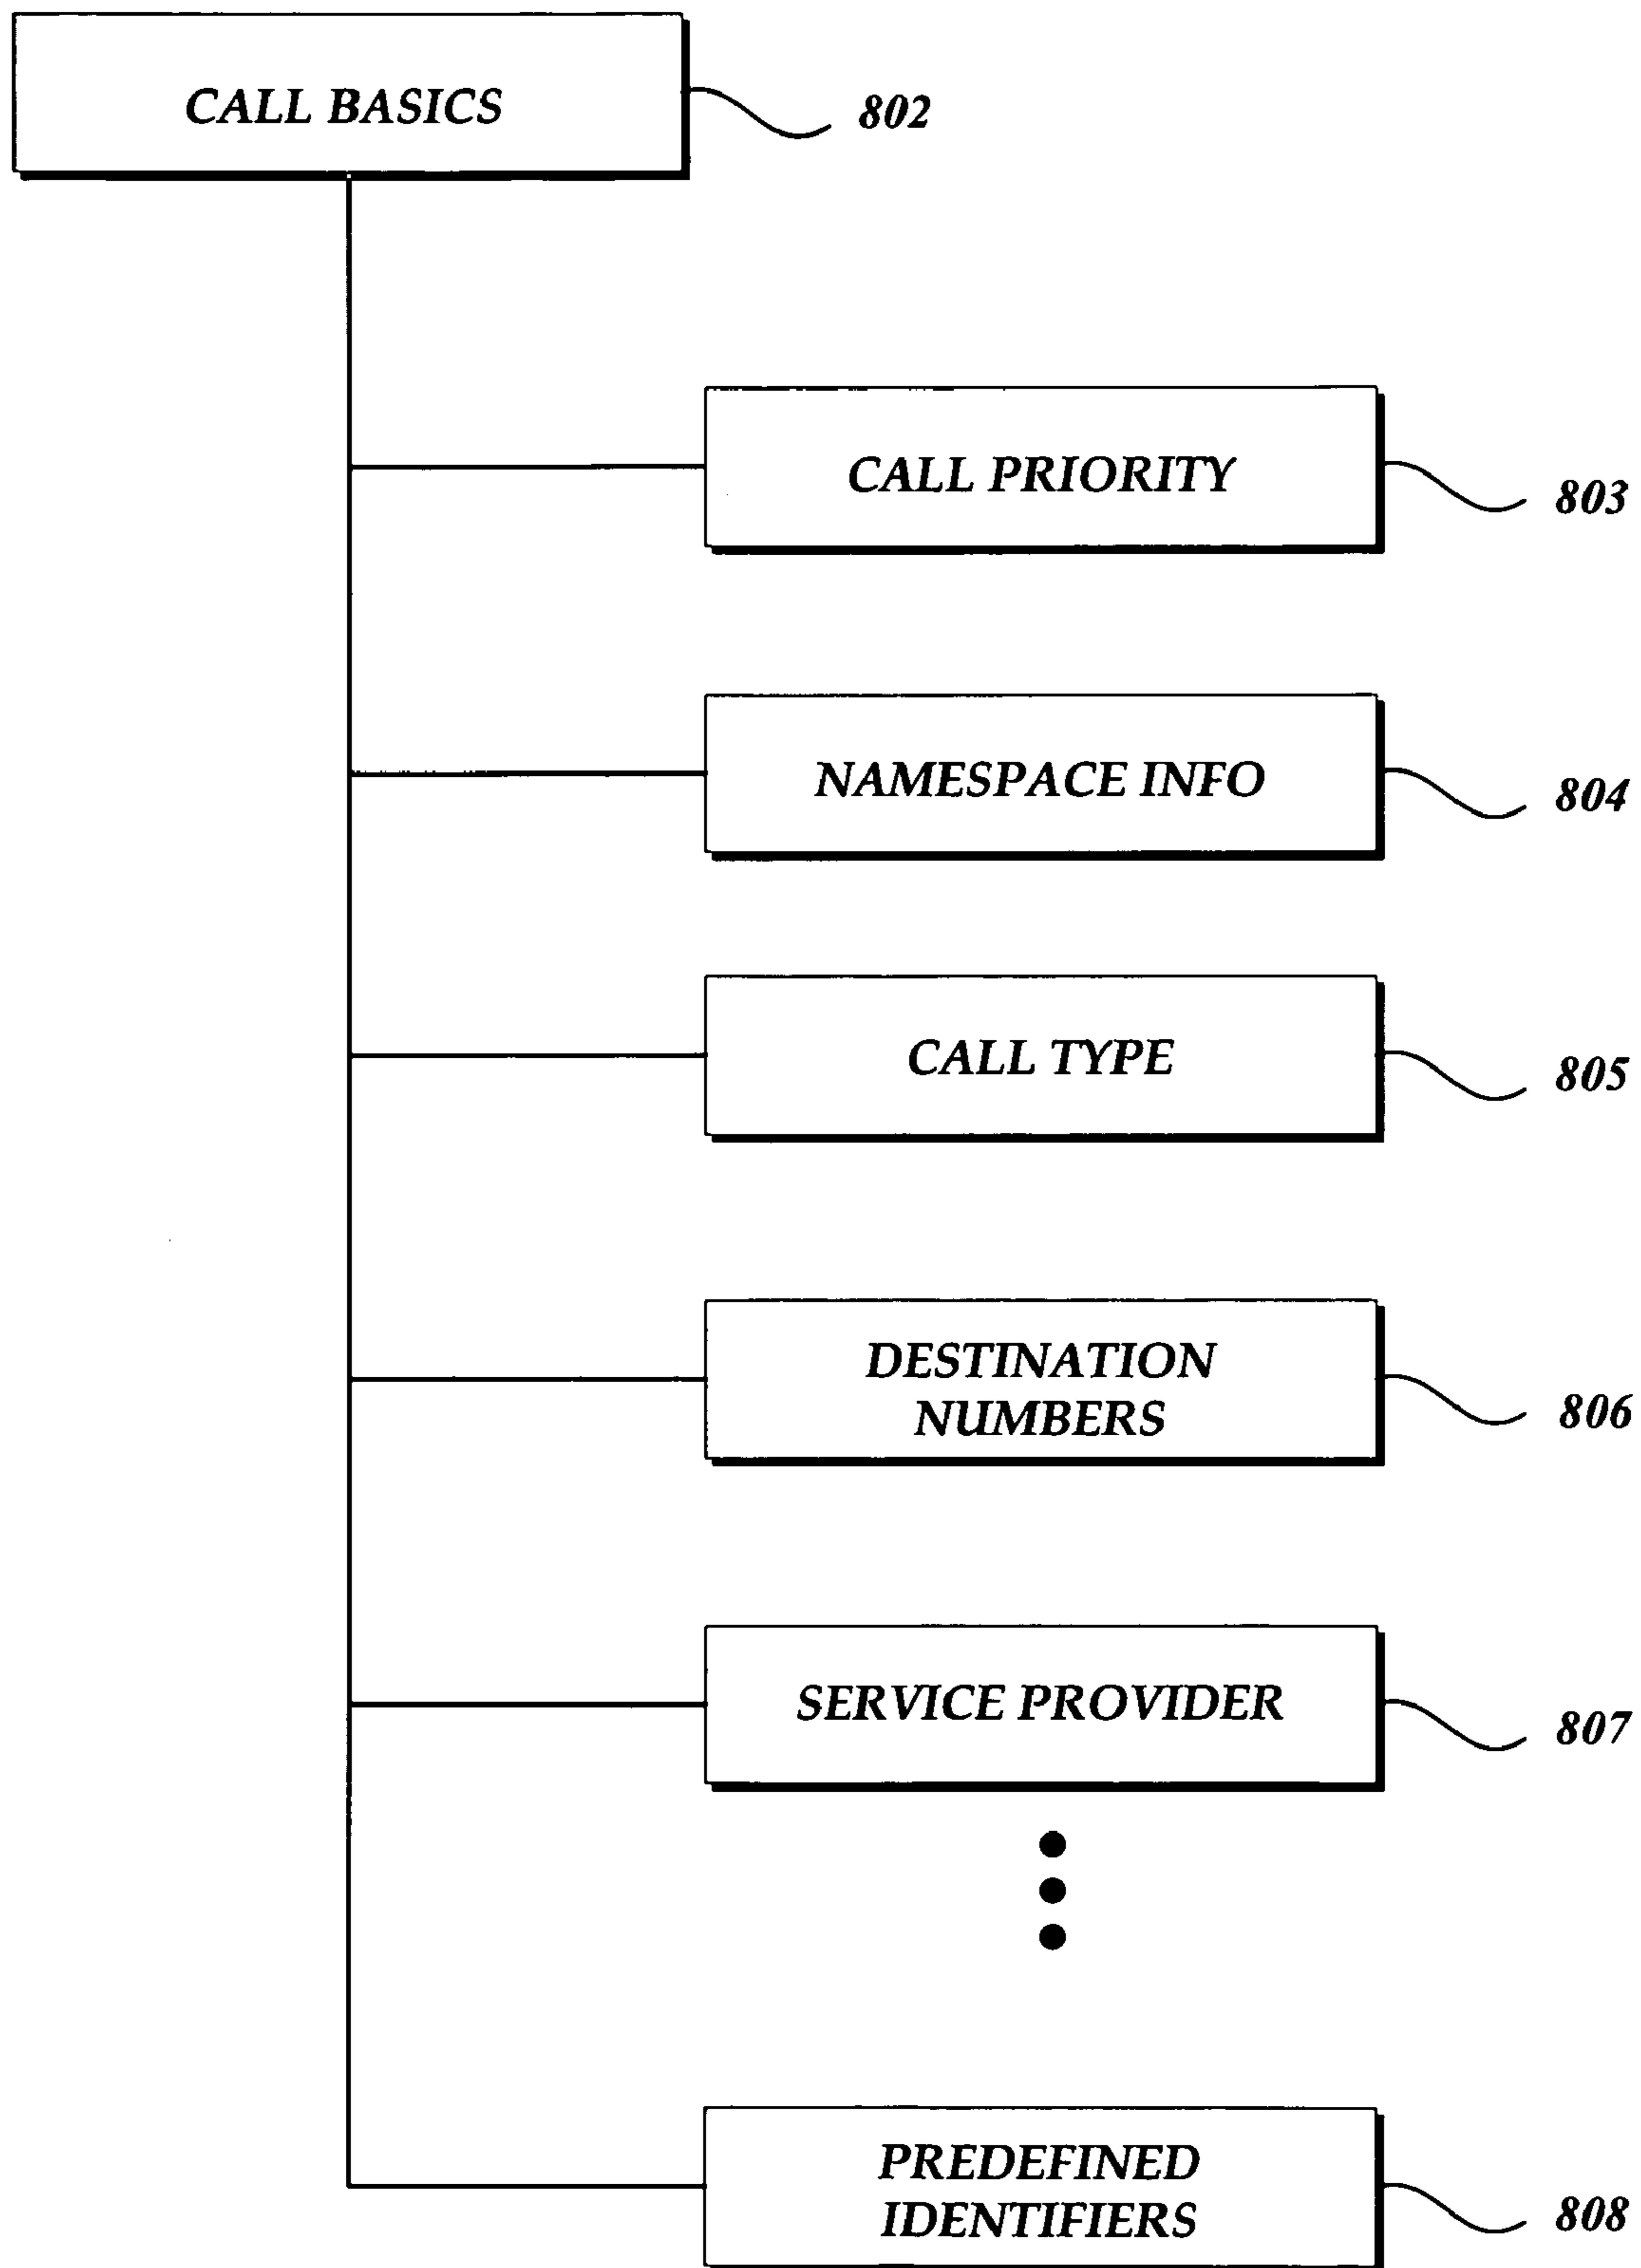 CALL BASICS
802
CALL PRIORITY
803
NAMESPACE INFO
804
CALL TYPE
805
DESTINATION
NUMBERS
806
SERVICE PROVIDER
807
PREDEFINED
IDENTIFIERS
808